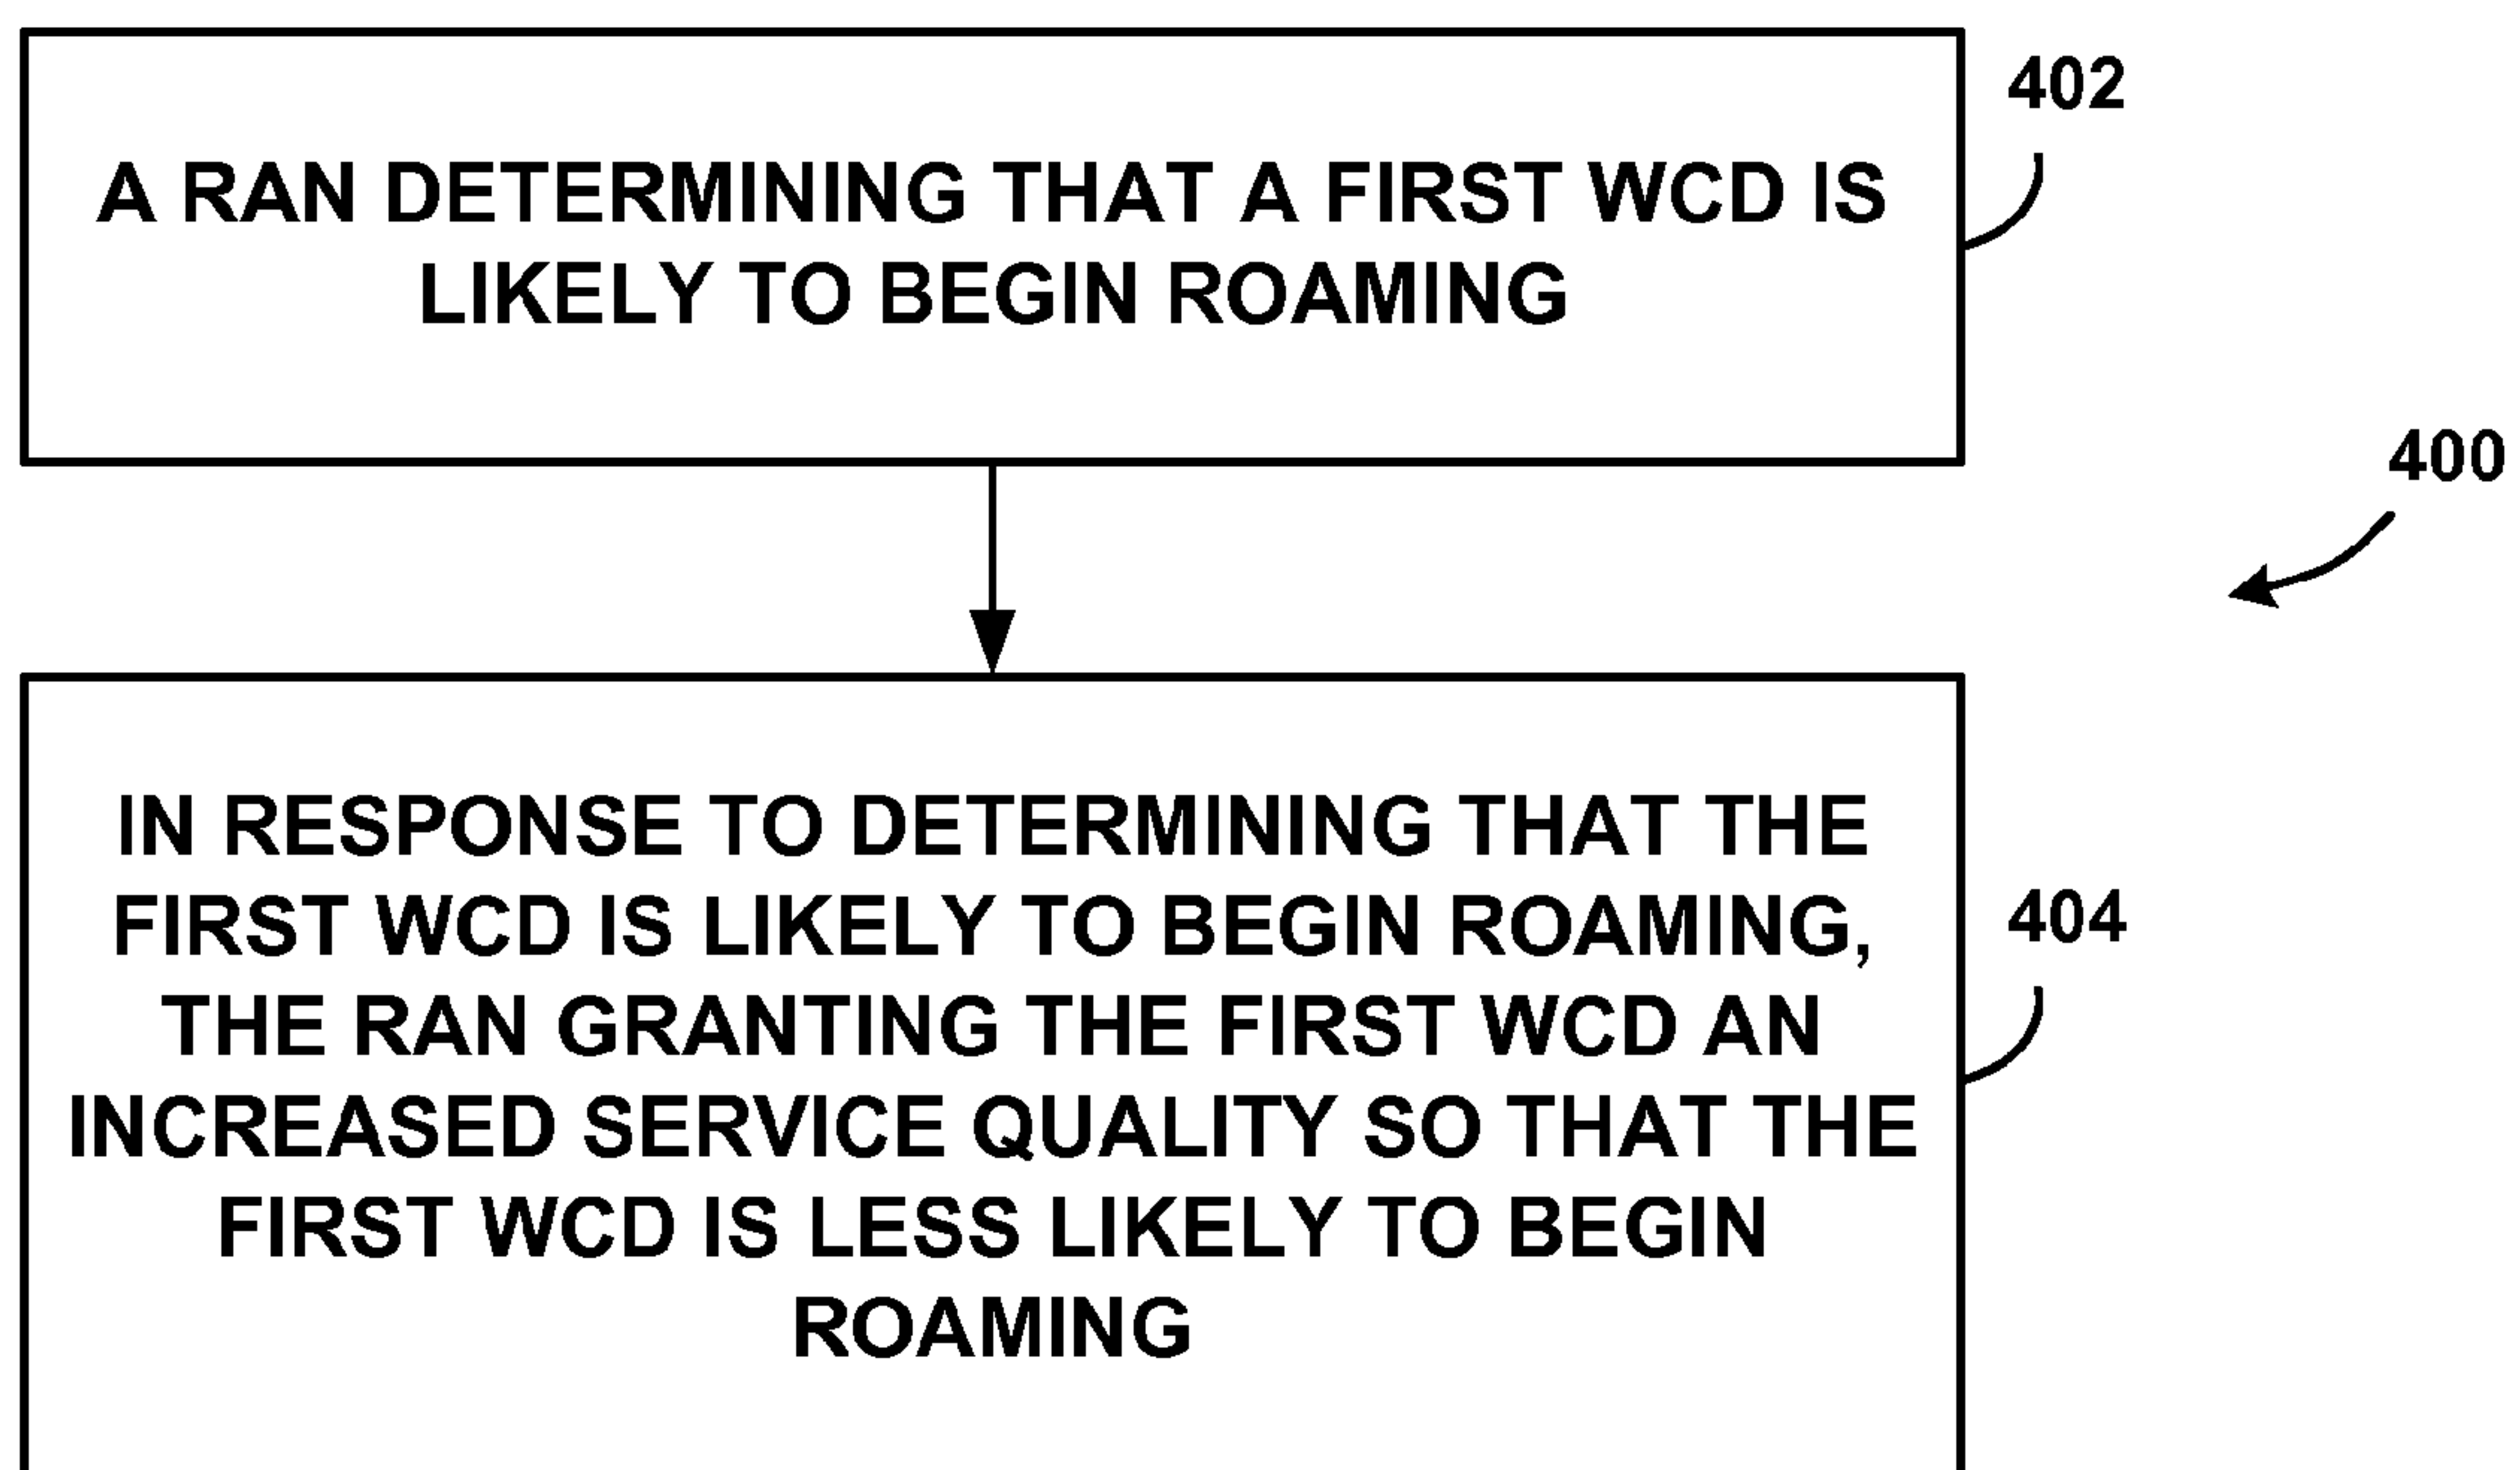 402
A RAN DETERMINING THAT A FIRST WCD IS
LIKELY TO BEGIN ROAMING
400
IN RESPONSE TO DETERMINING THAT THE
FIRST WCD IS LIKELY TO BEGIN ROAMING,
404
THE RAN GRANTING THE FIRST WCD AN
INCREASED SERVICE QUALITY SO THAT THE
FIRST WCD IS LESS LIKELY TO BEGIN
ROAMING